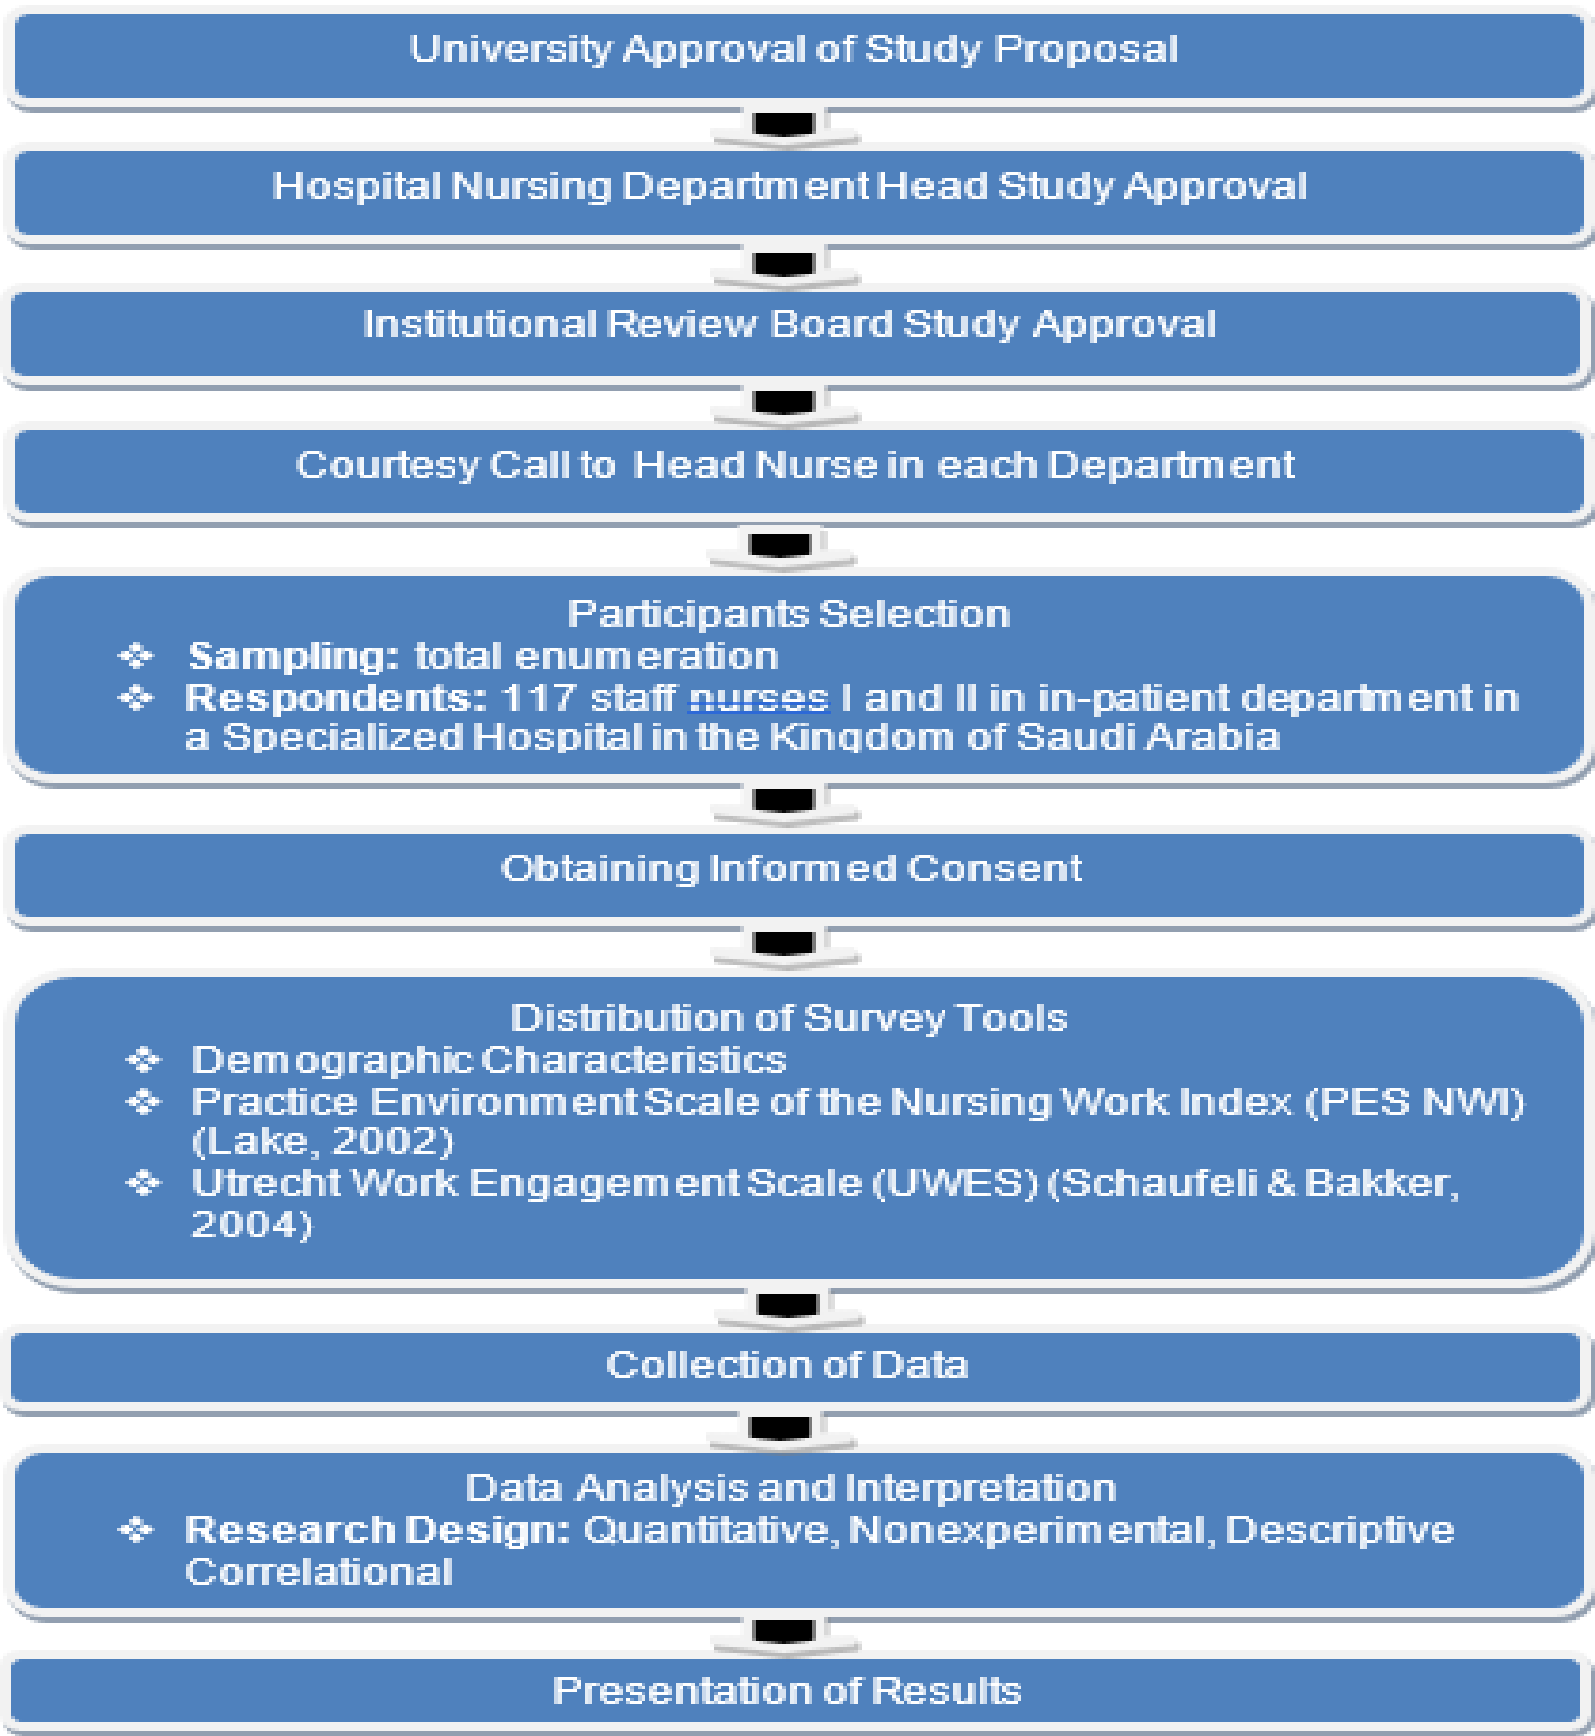 University Approval of Study Proposal
Hospital Nursing Department Head Study Approval
Institutional Review Board Study Approval
Courtesy Call to Head Nurse in each Department
Participants Selection
❖ Sampling: total enumeration
❖ Respondents: 117 staff nurses I and II in in-patient department in
a Specialized Hospital in the Kingdom of Saudi Arabia
Obtaining Informed Consent
Distribution of Survey Tools
❖ Demographic Characteristics
❖ Practice Environment Scale of the Nursing Work Index (PES NWI)
(Lake, 2002)
❖ Utrecht Work Engagement Scale (UWES) (Schaufeli & Bakker,
2004)
Collection of Data
Data Analysis and Interpretation
❖ Research Design: Quantitative, Nonexperimental, Descriptive
Correlational
Presentation of Results